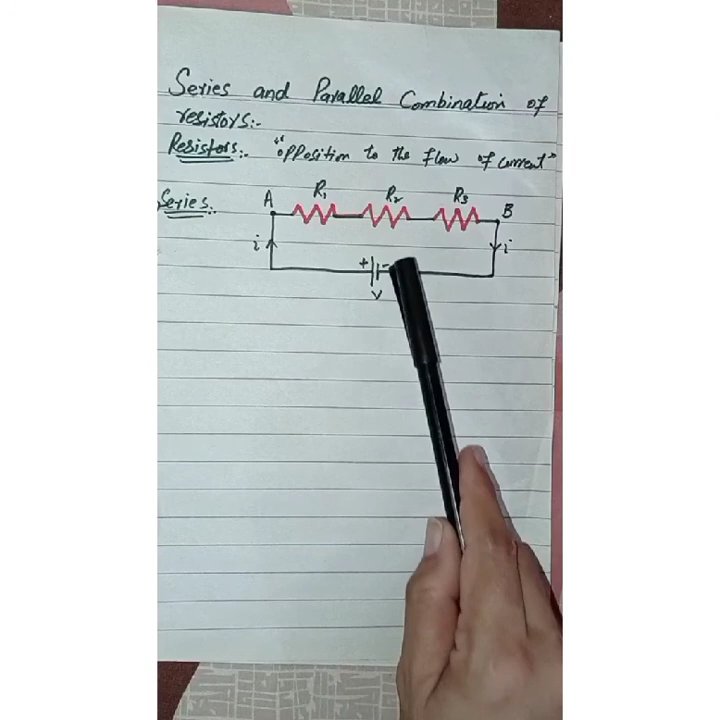 Series and Parallel Combination of
resistors:-
Resistors:- "opposition to the flow of current"
Series:-
A R₁ R₂ R₃ B
i i
+ -
V